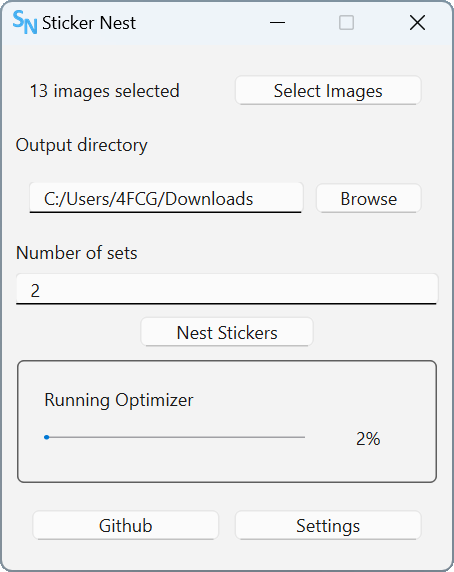 SN Sticker Nest
13 images selected Select Images
Output directory
C:/Users/4FCG/Downloads Browse
Number of sets
2
Nest Stickers
Running Optimizer
2%
Github Settings